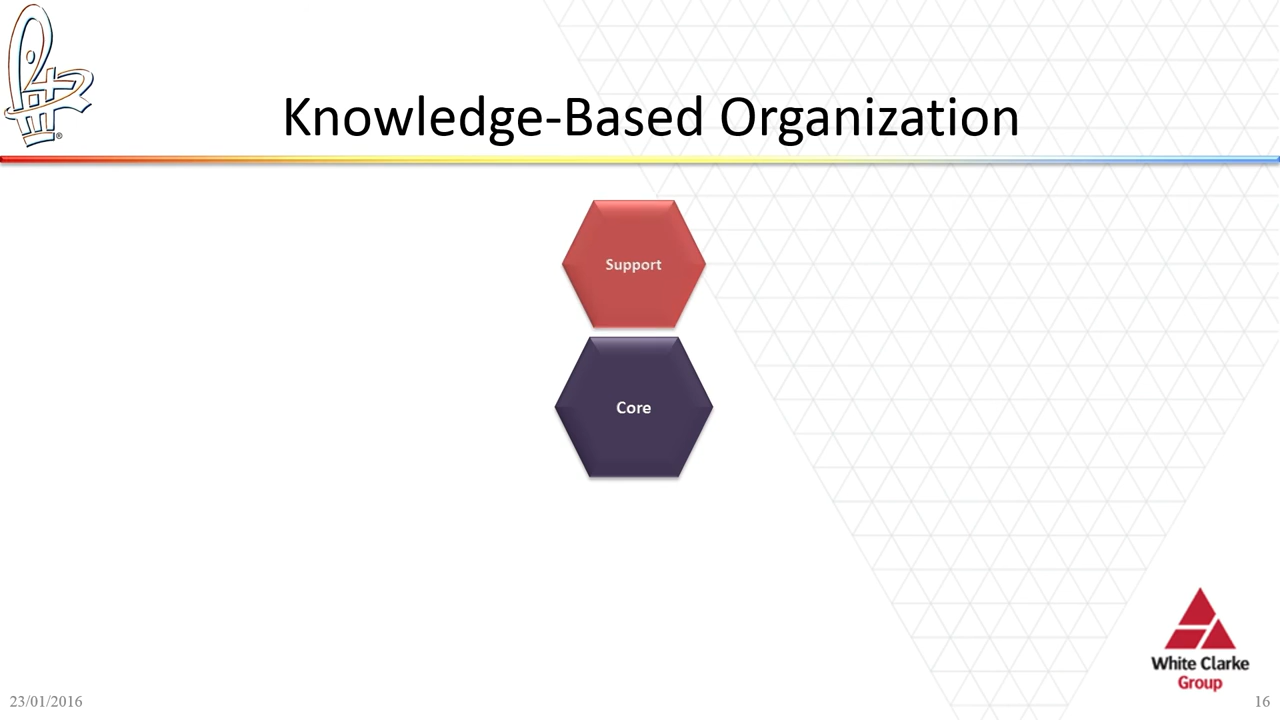 Knowledge-Based Organization
Support
Core
White Clarke
Group
23/01/2016
16